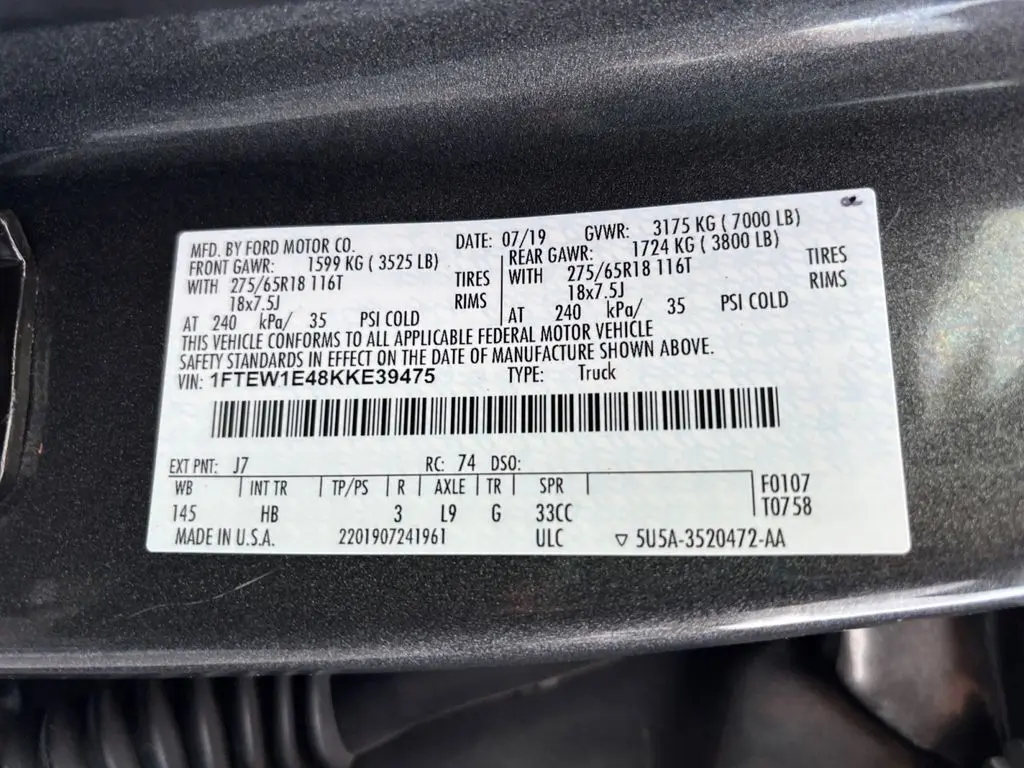 MFD. BY FORD MOTOR CO. DATE: 07/19 GVWR: 3175 KG ( 7000 LB)
FRONT GAWR: 1599 KG ( 3525 LB) REAR GAWR: 1724 KG ( 3800 LB)
WITH 275/65R18 116T TIRES WITH 275/65R18 116T TIRES
18x7.5J RIMS 18x7.5J RIMS
AT 240 kPa/ 35 PSI COLD AT 240 kPa/ 35 PSI COLD
THIS VEHICLE CONFORMS TO ALL APPLICABLE FEDERAL MOTOR VEHICLE
SAFETY STANDARDS IN EFFECT ON THE DATE OF MANUFACTURE SHOWN ABOVE.
VIN: 1FTEW1E48KKE39475 TYPE: Truck
EXT PNT: J7 RC: 74 DSO:
WB INT TR TP/PS R AXLE TR SPR F0107
145 HB 3 L9 G 33CC T0758
MADE IN U.S.A. 2201907241961 ULC ▽ 5U5A-3520472-AA